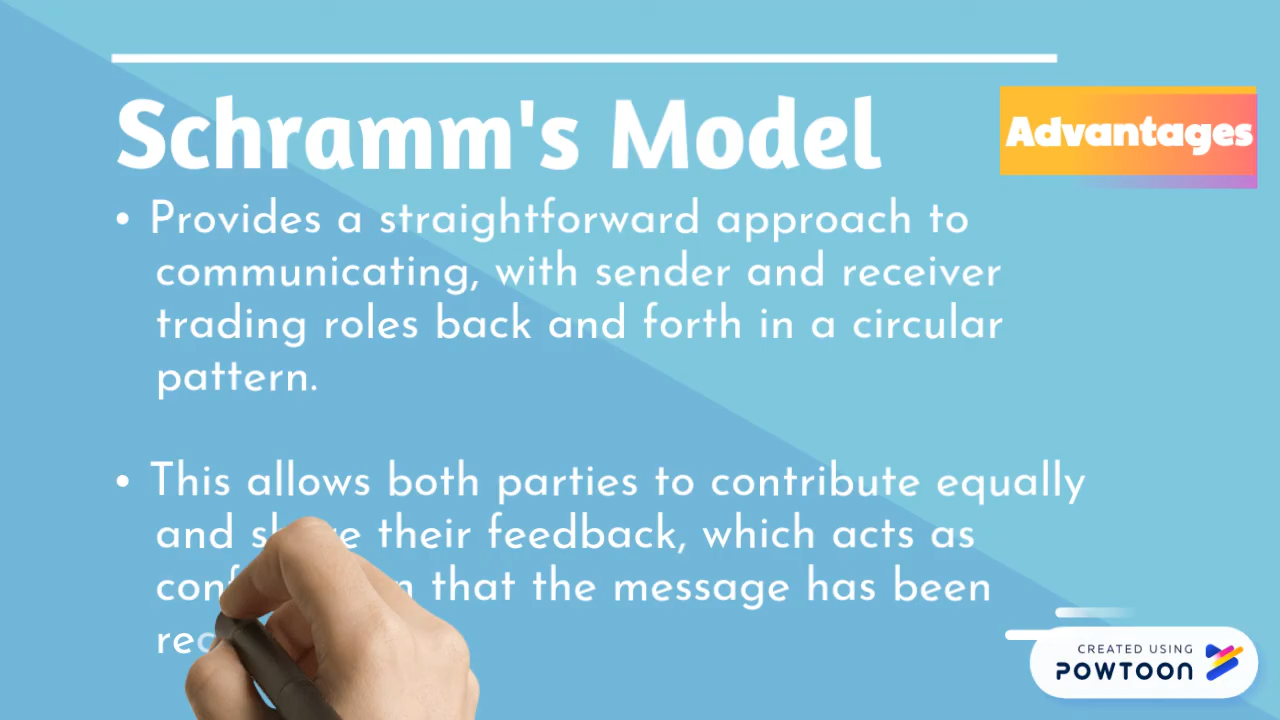 Schramm's Model
Advantages
• Provides a straightforward approach to
communicating, with sender and receiver
trading roles back and forth in a circular
pattern.
• This allows both parties to contribute equally
and their feedback, which acts as
that the message has been
CREATED USING
POWTOON